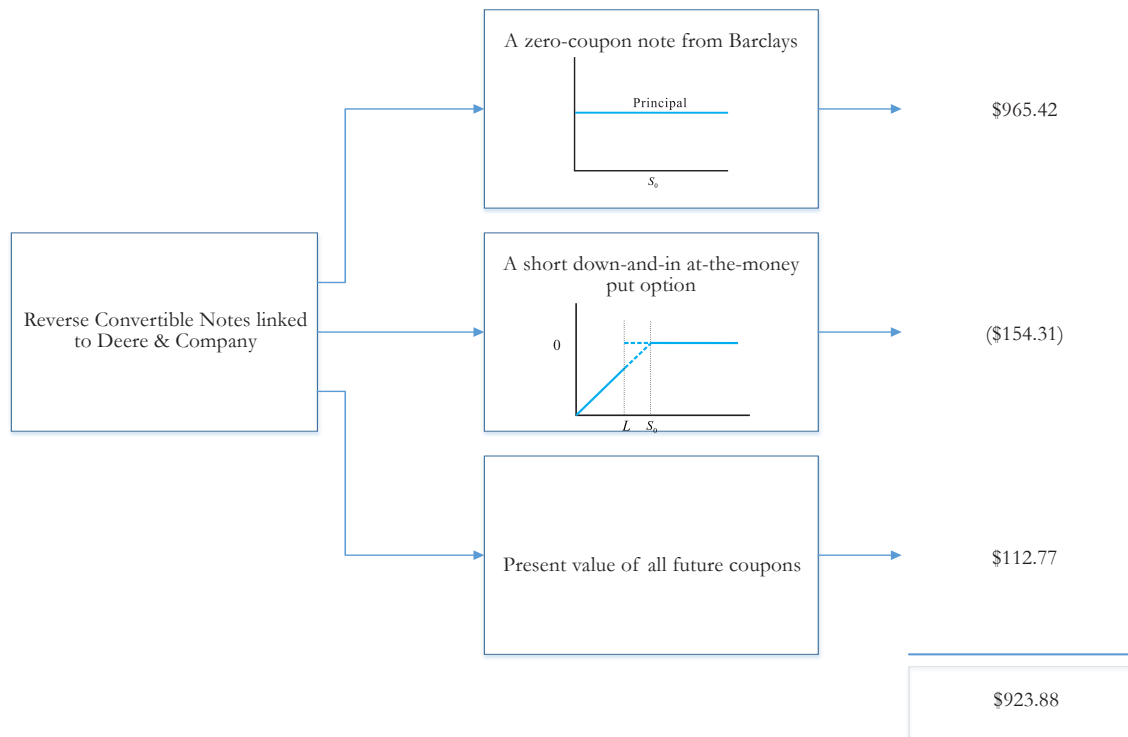 A zero-coupon note from Barclays
Principal
S₀
$965.42
Reverse Convertible Notes linked
to Deere & Company
A short down-and-in at-the-money
put option
0
L S₀
($154.31)
Present value of all future coupons
$112.77
$923.88